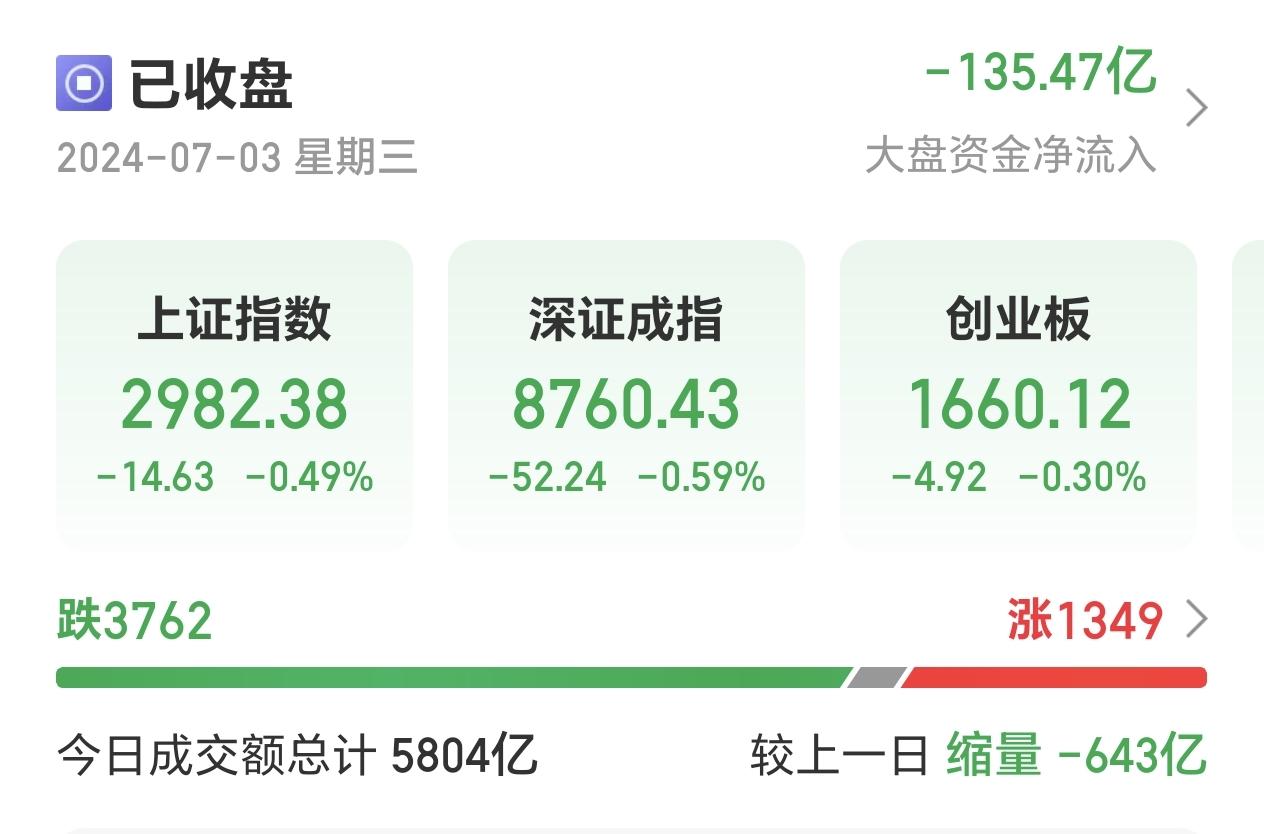 已收盘
-135.47亿
2024-07-03 星期三
大盘资金净流入
上证指数
2982.38
-14.63 -0.49%
深证成指
8760.43
-52.24 -0.59%
创业板
1660.12
-4.92 -0.30%
跌3762
涨1349
今日成交额总计 5804亿
较上一日 缩量 -643亿